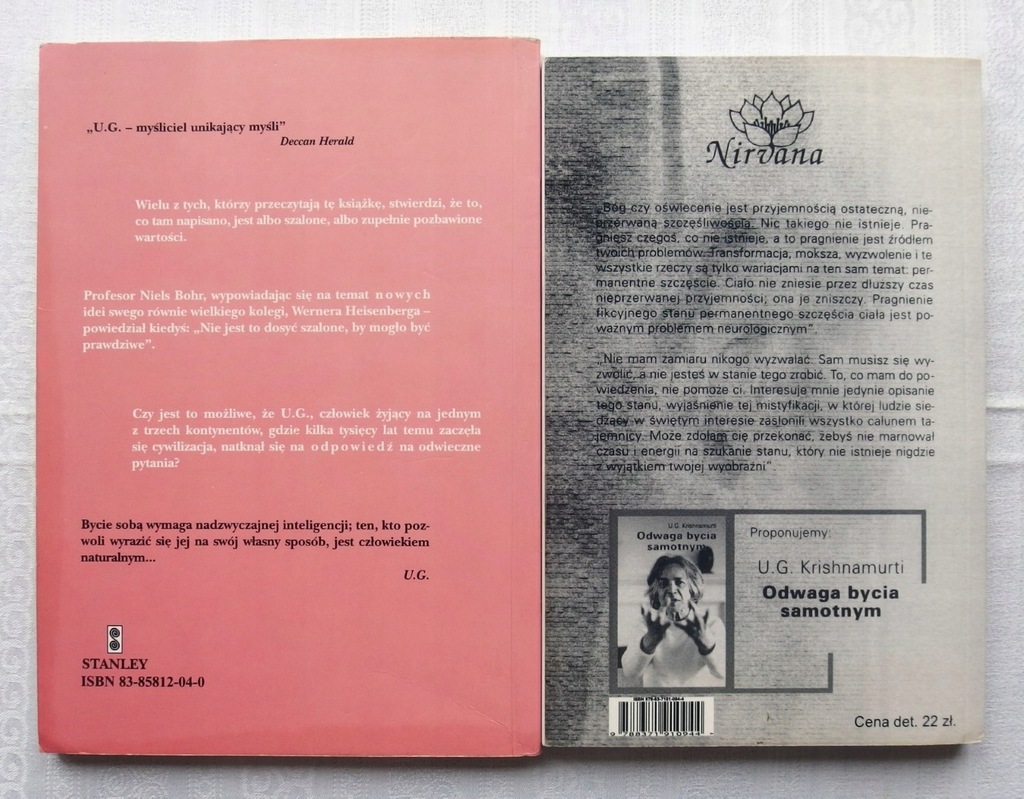 „U.G. – myśliciel unikający myśli”
Deccan Herald
Wielu z tych, którzy przeczytają tę książkę, stwierdzi, że to,
co tam napisano, jest albo szalone, albo zupełnie pozbawione
wartości.
Profesor Niels Bohr, wypowiadając się na temat nowych
idei swego równie wielkiego kolegi, Wernera Heisenberga –
powiedział kiedyś: „Nie jest to dosyć szalone, by mogło być
prawdziwe”.
Czy jest to możliwe, że U.G., człowiek żyjący na jednym
z trzech kontynentów, gdzie kilka tysięcy lat temu zaczęła
się cywilizacja, natknął się na odpowiedź na odwieczne
pytania?
Bycie sobą wymaga nadzwyczajnej inteligencji; ten, kto poz-
woli wyrazić się jej na swój własny sposób, jest człowiekiem
naturalnym...
U.G.
STANLEY
ISBN 83-85812-04-0
Nirvana
„Bóg czy oświecenie jest przyjemnością ostateczną, nie-
przerwaną szczęśliwością. Nic takiego nie istnieje. Pra-
gniesz czegoś, co nie istnieje, a to pragnienie jest źródłem
twoich problemów. Transformacja, moksza, wyzwolenie i te
wszystkie rzeczy są tylko wariacjami na ten sam temat: per-
manentne szczęście. Ciało nie zniesie przez dłuższy czas
nieprzerwanej przyjemności; ona je zniszczy. Pragnienie
fikcyjnego stanu permanentnego szczęścia ciała jest po-
ważnym problemem neurologicznym”.
„Nie mam zamiaru nikogo wyzwalać. Sam musisz się wy-
zwolić, a nie jesteś w stanie tego zrobić. To, co mam do po-
wiedzenia, nie pomoże ci. Interesuje mnie jedynie opisanie
tego stanu, wyjaśnienie tej mistyfikacji, w której ludzie sie-
dzący w świętym interesie zasłonili wszystko całunem ta-
jemnicy. Może zdołam cię przekonać, żebyś nie marnował
czasu i energii na szukanie stanu, który nie istnieje nigdzie
z wyjątkiem twojej wyobraźni”.
U.G. Krishnamurti
Odwaga bycia
samotnym
Proponujemy:
U.G. Krishnamurti
Odwaga bycia
samotnym
9 788371 910944
Cena det. 22 zł.